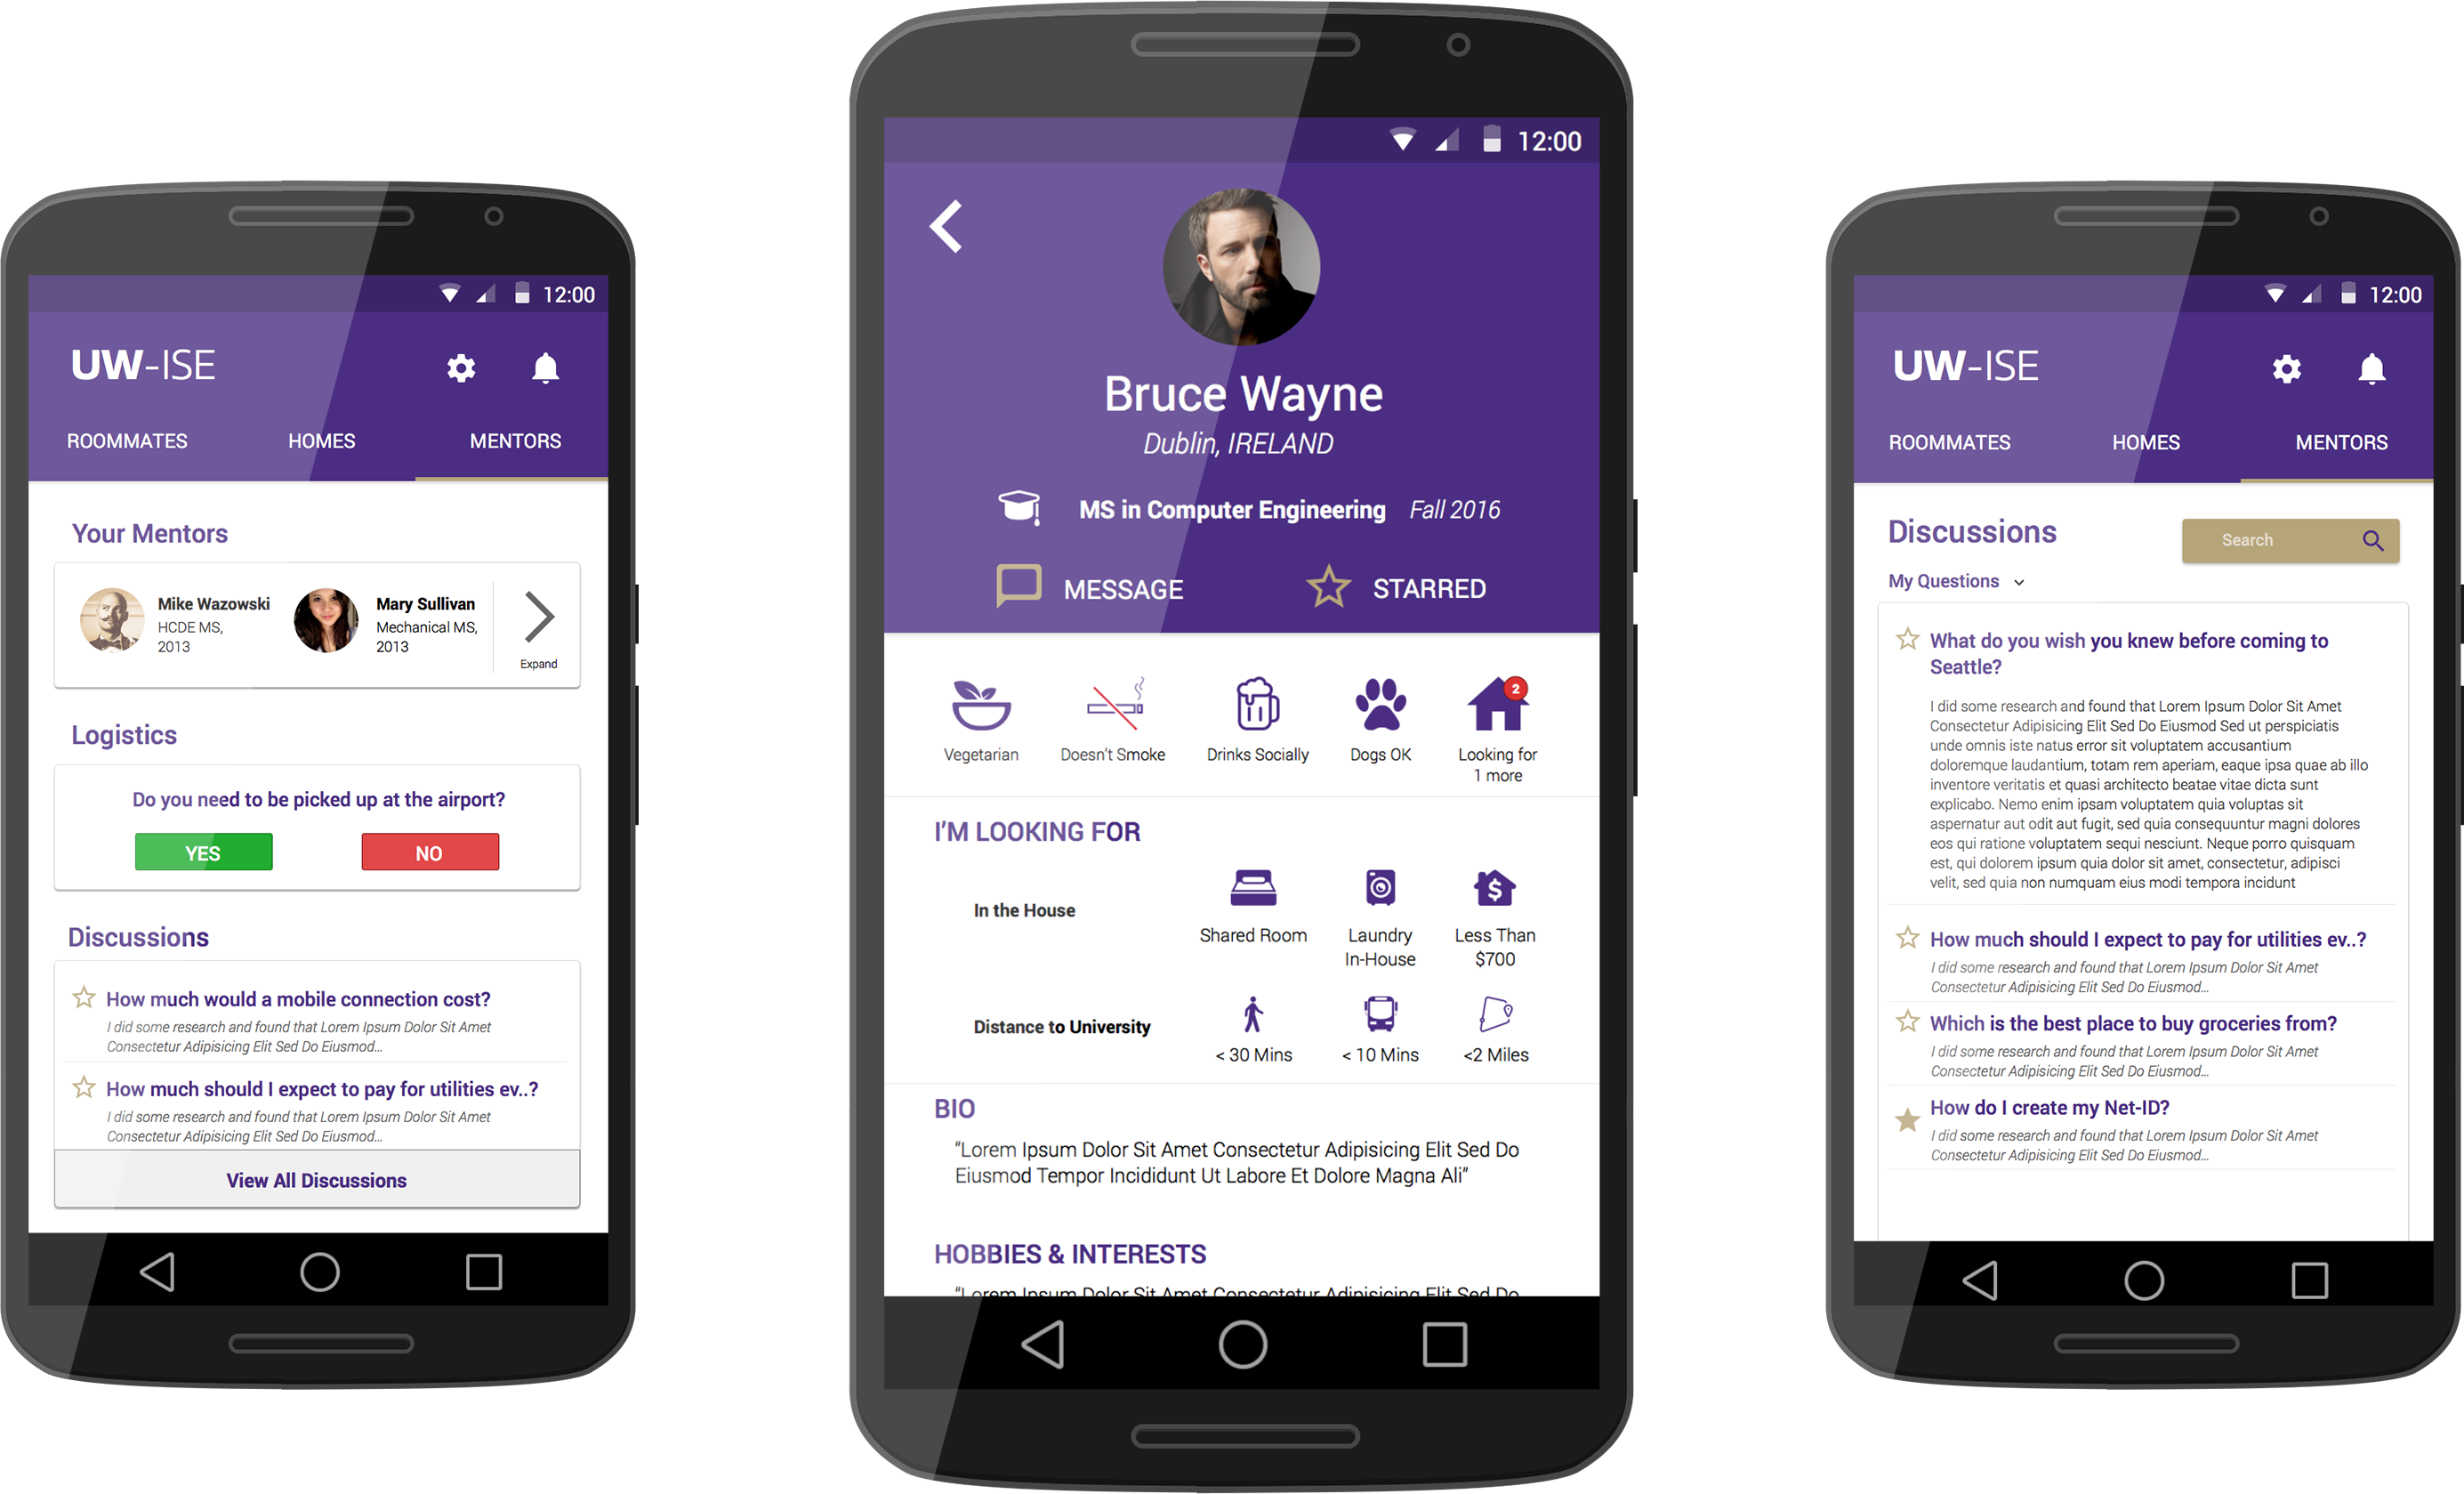 12:00
UW-ISE
ROOMMATES HOMES MENTORS
Your Mentors
Mike Wazowski
HCDE MS,
2013
Mary Sullivan
Mechanical MS,
2013
Expand
Logistics
Do you need to be picked up at the airport?
YES NO
Discussions
How much would a mobile connection cost?
I did some research and found that Lorem Ipsum Dolor Sit Amet
Consectetur Adipisicing Elit Sed Do Eiusmod...
How much should I expect to pay for utilities ev..?
I did some research and found that Lorem Ipsum Dolor Sit Amet
Consectetur Adipisicing Elit Sed Do Eiusmod...
View All Discussions
12:00
Bruce Wayne
Dublin, IRELAND
MS in Computer Engineering Fall 2016
MESSAGE STARRED
2
Vegetarian
Doesn't Smoke
Drinks Socially
Dogs OK
Looking for
1 more
I'M LOOKING FOR
In the House
Shared Room
Laundry
In-House
Less Than
$700
Distance to University
< 30 Mins
< 10 Mins
<2 Miles
BIO
“Lorem Ipsum Dolor Sit Amet Consectetur Adipisicing Elit Sed Do
Eiusmod Tempor Incididunt Ut Labore Et Dolore Magna Ali”
HOBBIES & INTERESTS
“Lorem Ipsum Dolor Sit Amet Consectetur Adipisicing Elit Sed Do
12:00
UW-ISE
ROOMMATES HOMES MENTORS
Discussions
Search
My Questions
What do you wish you knew before coming to
Seattle?
I did some research and found that Lorem Ipsum Dolor Sit Amet
Consectetur Adipisicing Elit Sed Do Eiusmod Sed ut perspiciatis
unde omnis iste natus error sit voluptatem accusantium
doloremque laudantium, totam rem aperiam, eaque ipsa quae ab illo
inventore veritatis et quasi architecto beatae vitae dicta sunt
explicabo. Nemo enim ipsam voluptatem quia voluptas sit
aspernatur aut odit aut fugit, sed quia consequuntur magni dolores
eos qui ratione voluptatem sequi nesciunt. Neque porro quisquam
est, qui dolorem ipsum quia dolor sit amet, consectetur, adipisci
velit, sed quia non numquam eius modi tempora incidunt
How much should I expect to pay for utilities ev..?
I did some research and found that Lorem Ipsum Dolor Sit Amet
Consectetur Adipisicing Elit Sed Do Eiusmod...
Which is the best place to buy groceries from?
I did some research and found that Lorem Ipsum Dolor Sit Amet
Consectetur Adipisicing Elit Sed Do Eiusmod...
How do I create my Net-ID?
I did some research and found that Lorem Ipsum Dolor Sit Amet
Consectetur Adipisicing Elit Sed Do Eiusmod...